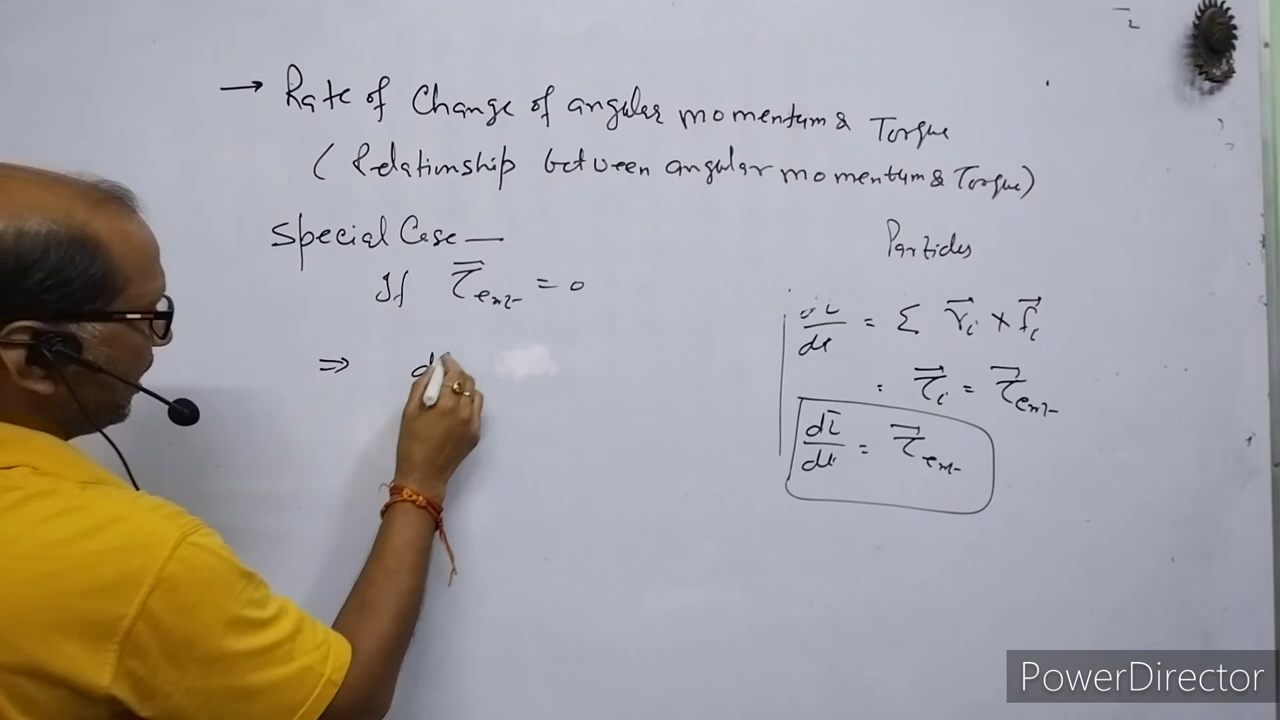 → Rate of Change of angular momentum & Torque
( Relationship between angular momentum & Torque)
Special Case —
If τ⃗ext = 0
⇒ d
Particles
dL/dt = Σ r⃗i × f⃗i
= τ⃗i = τ⃗ext
dL⃗/dt = τ⃗ext
PowerDirector